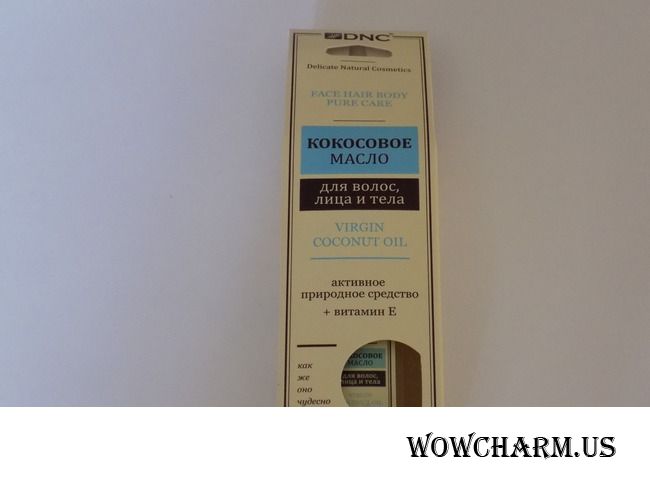 DNC
Delicate Natural Cosmetics
FACE HAIR BODY
PURE CARE
КОКОСОВОЕ
МАСЛО
для волос,
лица и тела
VIRGIN
COCONUT OIL
активное
природное средство
+ витамин Е
как
же
оно
чудесно
КОСОВОЕ
МАСЛО
для волос,
лица и тела
WOWCHARM.US